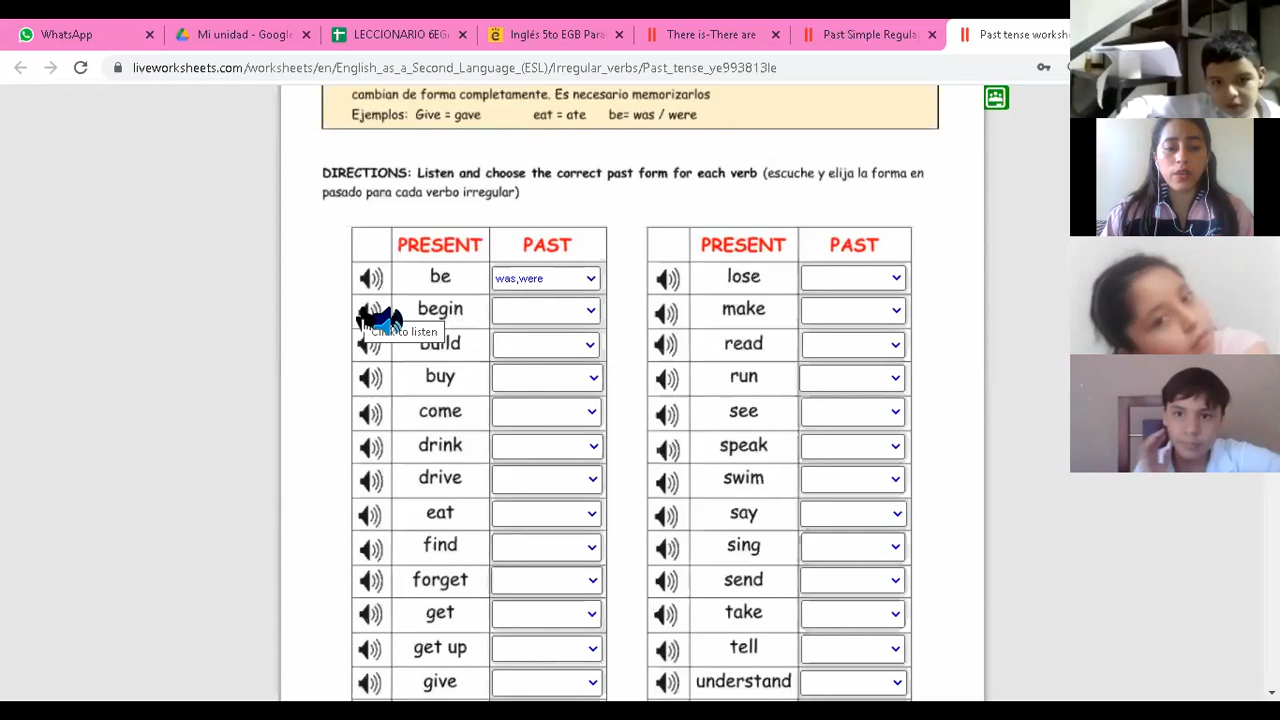 WhatsApp
Mi unidad - Google
LECCIONARIO 6EG
Inglés 5to EGB Para
There is-There are
Past Simple Regula
Past tense workshe
liveworksheets.com/worksheets/en/English_as_a_Second_Language_(ESL)/Irregular_verbs/Past_tense_ye993813le
cambian de forma completamente. Es necesario memorizarlos
Ejemplos: Give = gave eat = ate be= was / were
DIRECTIONS: Listen and choose the correct past form for each verb (escuche y elija la forma en
pasado para cada verbo irregular)
PRESENT PAST PRESENT PAST
be was,were lose
begin make
Click to listen
build read
buy run
come see
drink speak
drive swim
eat say
find sing
forget send
get take
get up tell
give understand